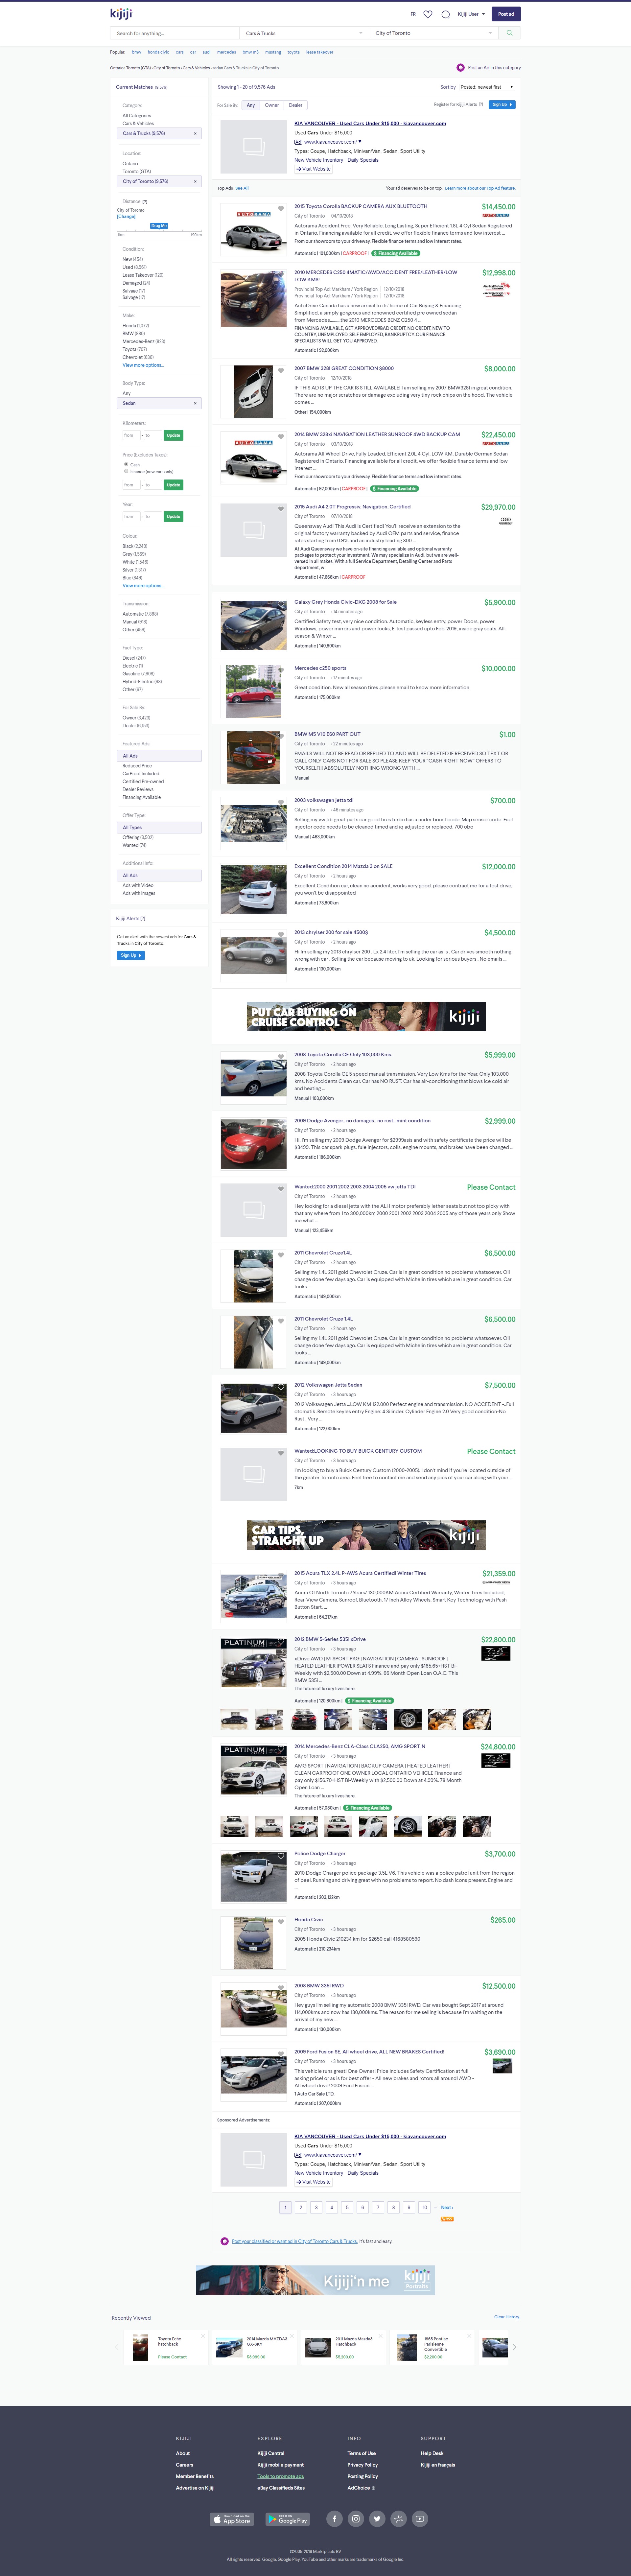 kijiji
FR
Kijiji User
Post ad
Search for anything...
Cars & Trucks
City of Toronto
Popular: bmw honda civic cars car audi mercedes bmw m3 mustang toyota lease takeover
Ontario > Toronto (GTA) > City of Toronto > Cars & Vehicles > sedan Cars & Trucks in City of Toronto
Post an Ad in this category
Current Matches (9,576)
Category:
All Categories
Cars & Vehicles
Cars & Trucks (9,576)
Location:
Ontario
Toronto (GTA)
City of Toronto (9,576)
Distance [?]
City of Toronto
[Change]
Drag Me
Condition:
New (454)
Used (8,951)
Lease Takeover (120)
Damaged (34)
Salvage (17)
Salvage (17)
Make:
Honda (1,073)
BMW (880)
Mercedes-Benz (823)
Toyota (757)
Chevrolet (638)
View more options...
Body Type:
Any
Sedan
Kilometers:
from - to Update
Price (Excludes Taxes):
Cash
Finance (new cars only)
from - to Update
Year:
from - to Update
Colour:
Black (2,249)
Grey (1,589)
White (1,546)
Silver (1,217)
Blue (649)
View more options...
Transmission:
Automatic (7,888)
Manual (818)
Other (456)
Fuel Type:
Diesel (247)
Electric (1)
Gasoline (7,608)
Hybrid-Electric (68)
Other (67)
For Sale By:
Owner (3,423)
Dealer (6,153)
Featured Ads:
All Ads
Reduced Price
CarProof Included
Certified Pre-owned
Dealer Reviews
Financing Available
Offer Type:
All Types
Offering (9,502)
Wanted (74)
Additional Info:
All Ads
Ads with Video
Ads with Images
Kijiji Alerts [?]
Get an alert with the newest ads for Cars & Trucks in City of Toronto.
Sign Up
Showing 1 - 20 of 9,576 Ads
Sort by Posted: newest first
For Sale By: Any Owner Dealer
Register for Kijiji Alerts [?] Sign Up
KIA VANCOUVER - Used Cars Under $15,000 - kiavancouver.com
Used Cars Under $15,000
Ad www.kiavancouver.com/
Types: Coupe, Hatchback, Minivan/Van, Sedan, Sport Utility
New Vehicle Inventory · Daily Specials
Visit Website
Top Ads See All
Your ad deserves to be on top. Learn more about our Top Ad feature.
AUTORAMA
2015 Toyota Corolla BACKUP CAMERA AUX BLUETOOTH
$14,450.00
City of Toronto 04/10/2018
Autorama Accident Free, Very Reliable, Long Lasting, Super Efficient 1.8L 4 Cyl Sedan Registered in Ontario. Financing available for all credit, we offer flexible finance terms and low interest ...
From our showroom to your driveway. Flexible finance terms and low interest rates.
Automatic | 101,000km | CARPROOF | Financing Available
2010 MERCEDES C250 4MATIC/AWD/ACCIDENT FREE/LEATHER/LOW KMS!
$12,998.00
Provincial Top Ad: Markham / York Region 12/10/2018
Provincial Top Ad: Markham / York Region 12/10/2018
AutoDrive Canada has a new arrival to its' home of Car Buying & Financing Simplified, a simply gorgeous and renowned certified pre owned sedan from Mercedes............the 2010 MERCEDES BENZ C250 4 ...
FINANCING AVAILABLE, GET APPROVED!BAD CREDIT, NO CREDIT, NEW TO COUNTRY, UNEMPLOYED, SELF EMPLOYED, BANKRUPTCY, OUR FINANCE SPECIALISTS WILL GET YOU APPROVED.
Automatic | 92,000km
2007 BMW 328I GREAT CONDITION $8000
$8,000.00
City of Toronto 12/10/2018
IF THIS AD IS UP THE CAR IS STILL AVAILABLE! I am selling my 2007 BMW328I in great condition. There are no scratches or major damage excluding very tiny rock chips on the hood. The vehicle comes ...
Other | 154,000km
AUTORAMA
2014 BMW 328xi NAVIGATION LEATHER SUNROOF 4WD BACKUP CAM
$22,450.00
City of Toronto 03/10/2018
Autorama All Wheel Drive, Fully Loaded, Efficient 2.0L 4 Cyl, LOW KM, Durable German Sedan Registered in Ontario. Financing available for all credit, we offer flexible finance terms and low interest ...
From our showroom to your driveway. Flexible finance terms and low interest rates.
Automatic | 92,000km | CARPROOF | Financing Available
2015 Audi A4 2.0T Progressiv, Navigation, Certified
$29,970.00
City of Toronto 07/10/2018
Queensway Audi This Audi is Certified! You'll receive an extension of the original factory warranty backed by Audi OEM parts and service, finance rates starting from 0.9% and an industry leading 300 ...
At Audi Queensway we have on-site financing available and optional warranty packages to help protect your investment. We may specialize in Audi, but we are well-versed in all makes. With a full Service Department, Detailing Center and Parts department, w
Automatic | 47,666km | CARPROOF
Galaxy Grey Honda Civic-DXG 2008 for Sale
$5,900.00
City of Toronto < 14 minutes ago
Certified Safety test, very nice condition. Automatic, keyless entry, power doors, power Windows, power mirrors and power locks, E-test passed upto Feb-2019. inside gray seats, All-season & Winter ...
Automatic | 140,900km
Mercedes c250 sports
$10,000.00
City of Toronto < 17 minutes ago
Great condition. New all season tires. please email to know more information
Automatic | 175,000km
BMW M5 V10 E60 PART OUT
$1.00
City of Toronto < 22 minutes ago
EMAILS WILL NOT BE READ OR REPLIED TO AND WILL BE DELETED IF RECEIVED SO TEXT OR CALL ONLY CARS NOT FOR SALE SO PLEASE KEEP YOUR "CASH RIGHT NOW" OFFERS TO YOURSELF!!! ABSOLUTELY NOTHING WRONG WITH ...
Manual
2003 volkswagen jetta tdi
$700.00
City of Toronto < 48 minutes ago
Selling my vw tdi great parts car good tires turbo has a under boost code. Map sensor code. Fuel injector code needs to be cleaned timed and iq adjusted or replaced. 700 obo
Manual | 463,000km
Excellent Condition 2014 Mazda 3 on SALE
$12,000.00
City of Toronto < 2 hours ago
Excellent Condition car, clean no accident, works very good. please contact me for a test drive, you won't be disappointed
Automatic | 73,800km
2013 chrylser 200 for sale 4500$
$4,500.00
City of Toronto < 2 hours ago
Hi Im selling my 2013 chrylser 200 . Lx 2.4 liter. I'm selling the car as is . Car drives smooth nothing wrong with car . Selling the car because moving to uk. Looking for serious buyers . No emails ...
Automatic | 130,000km
PUT CAR BUYING ON
CRUISE CONTROL
kijiji
2008 Toyota Corolla CE Only 103,000 Kms.
$5,999.00
City of Toronto < 2 hours ago
2008 Toyota Corolla CE 5 speed manual transmission. Very Low Kms for the Year, Only 103,000 kms. No Accidents Clean car. Car has NO RUST. Car has air-conditioning that blows ice cold air and heating ...
Manual | 103,000km
2009 Dodge Avenger,, no damages.. no rust.. mint condition
$2,999.00
City of Toronto < 2 hours ago
Hi, I'm selling my 2009 Dodge Avenger for $2999asis and safety certificate the price will be $3499. This car spark plugs, fule injectors, coils, engine mounts, and brakes have been changed ...
Automatic | 186,000km
Wanted:2000 2001 2002 2003 2004 2005 vw jetta TDI
Please Contact
City of Toronto < 2 hours ago
Hey looking for a diesel jetta with the ALH motor preferably lether seats but not too picky with that any where from 1 to 300,000km 2000 2001 2002 2003 2004 2005 any of those years only Show me what ...
Manual | 123,456km
2011 Chevrolet Cruze1.4L
$6,500.00
City of Toronto < 2 hours ago
Selling my 1.4L 2011 gold Chevrolet Cruze. Car is in great condition no problems whatsoever. Oil change done few days ago. Car is equipped with Michelin tires which are in great condition. Car looks ...
Automatic | 149,000km
2011 Chevrolet Cruze 1.4L
$6,500.00
City of Toronto < 2 hours ago
Selling my 1.4L 2011 gold Chevrolet Cruze. Car is in great condition no problems whatsoever. Oil change done few days ago. Car is equipped with Michelin tires which are in great condition. Car looks ...
Automatic | 149,000km
2012 Volkswagen Jetta Sedan
$7,500.00
City of Toronto < 3 hours ago
2012 Volkswagen Jetta ...LOW KM 122.000 Perfect engine and transmission. NO ACCEDENT -..Full otomatik .Remote keyles entry Engine: 4 Silinder. Cylinder Engine 2.0 Very good condition-No Rust . Very ...
Automatic | 122,000km
Wanted:LOOKING TO BUY BUICK CENTURY CUSTOM
Please Contact
City of Toronto < 3 hours ago
I'm looking to buy a Buick Century Custom (2000-2005). I don't mind if you're located outside of the greater Toronto area. Feel free to contact me and send any pics of your car along with your ...
7km
CAR TIPS,
STRAIGHT UP
kijiji
2015 Acura TLX 2.4L P-AWS Acura Certified| Winter Tires
$21,359.00
City of Toronto < 3 hours ago
Acura Of North Toronto 7Years/ 130,000KM Acura Certified Warranty, Winter Tires Included, Rear-View Camera, Sunroof, Bluetooth, 17 Inch Alloy Wheels, Smart Key Technology with Push Button Start, ...
Automatic | 64,217km
PLATINUM
2012 BMW 5-Series 535i xDrive
$22,800.00
City of Toronto < 3 hours ago
xDrive AWD | M-SPORT PKG | NAVIGATION | CAMERA | SUNROOF | HEATED LEATHER |POWER SEATS Finance and pay only $165.65+HST Bi-Weekly with $2,500.00 Down at 4.99%. 66 Month Open Loan O.A.C. This BMW 535i ...
The future of luxury lives here.
Automatic | 120,800km | Financing Available
PLATINUM
2014 Mercedes-Benz CLA-Class CLA250, AMG SPORT, N
$24,800.00
City of Toronto < 3 hours ago
AMG SPORT | NAVIGATION | BACKUP CAMERA | HEATED LEATHER | CLEAN CARPROOF ONE OWNER LOCAL ONTARIO VEHICLE Finance and pay only $156.70+HST Bi-Weekly with $2,500.00 Down at 4.99%. 78 Month Open Loan ...
The future of luxury lives here.
Automatic | 57,080km | Financing Available
Police Dodge Charger
$3,700.00
City of Toronto < 3 hours ago
2010 Dodge Charger police package 3.5L V6. This vehicle was a police patrol unit prior for the region of peel. Running and driving great with no problems to report. No dash icons present. Engine and ...
Automatic | 203,122km
Honda Civic
$265.00
City of Toronto < 3 hours ago
2005 Honda Civic 210234 km for $2650 call 4168580590
Automatic | 210,234km
2008 BMW 335I RWD
$12,500.00
City of Toronto < 3 hours ago
Hey guys I'm selling my automatic 2008 BMW 335I RWD. Car was bought Sept 2017 at around 114,000kms and now has 130,000kms. The reason for me selling is because I'm waiting on the arrival of my new ...
Automatic | 130,000km
2009 Ford Fusion SE, All wheel drive, ALL NEW BRAKES Certified!
$3,690.00
City of Toronto < 3 hours ago
This vehicle runs great! One Owner! Price includes Safety Certification at full asking price! or as is for best offer - All new brakes and rotors all around! AWD - All wheel drive! 2009 Ford Fusion ...
1 Auto Car Sale LTD.
Automatic | 207,000km
Sponsored Advertisements:
KIA VANCOUVER - Used Cars Under $15,000 - kiavancouver.com
Used Cars Under $15,000
Ad www.kiavancouver.com/
Types: Coupe, Hatchback, Minivan/Van, Sedan, Sport Utility
New Vehicle Inventory · Daily Specials
Visit Website
1 2 3 4 5 6 7 8 9 10 ... Next >
Post your classified or want ad in City of Toronto Cars & Trucks. It's fast and easy.
Kijiji'n me
kijiji
Portraits
Recently Viewed
Clear History
Toyota Echo hatchback
Please Contact
2014 Mazda MAZDA3 GX-SKY
$9,699.00
2011 Mazda Mazda3 Hatchback
$5,200.00
1965 Pontiac Parisienne Convertible
KIJIJI
About
Careers
Member Benefits
Advertise on Kijiji
EXPLORE
Kijiji Central
Kijiji mobile payment
Tools to promote ads
eBay Classifieds Sites
INFO
Terms of Use
Privacy Policy
Posting Policy
AdChoice
SUPPORT
Help Desk
Kijiji en français
Download on the App Store
GET IT ON Google Play
©2005-2018 Marktplaats BV
All rights reserved. Google, Google Play, YouTube and other marks are trademarks of Google Inc.